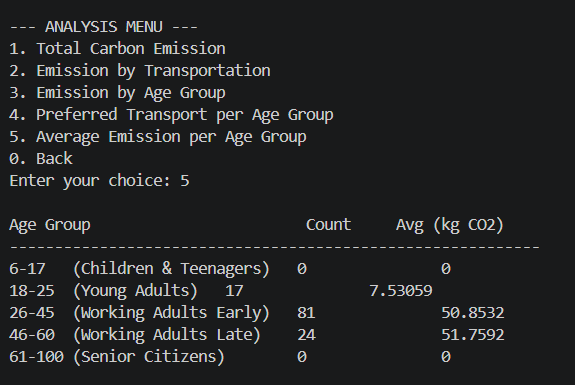 --- ANALYSIS MENU ---
1. Total Carbon Emission
2. Emission by Transportation
3. Emission by Age Group
4. Preferred Transport per Age Group
5. Average Emission per Age Group
0. Back
Enter your choice: 5

Age Group                        Count     Avg (kg CO2)
-----------------------------------------------------------
6-17   (Children & Teenagers)   0               0
18-25  (Young Adults)   17              7.53059
26-45  (Working Adults Early)   81              50.8532
46-60  (Working Adults Late)    24              51.7592
61-100 (Senior Citizens)        0               0